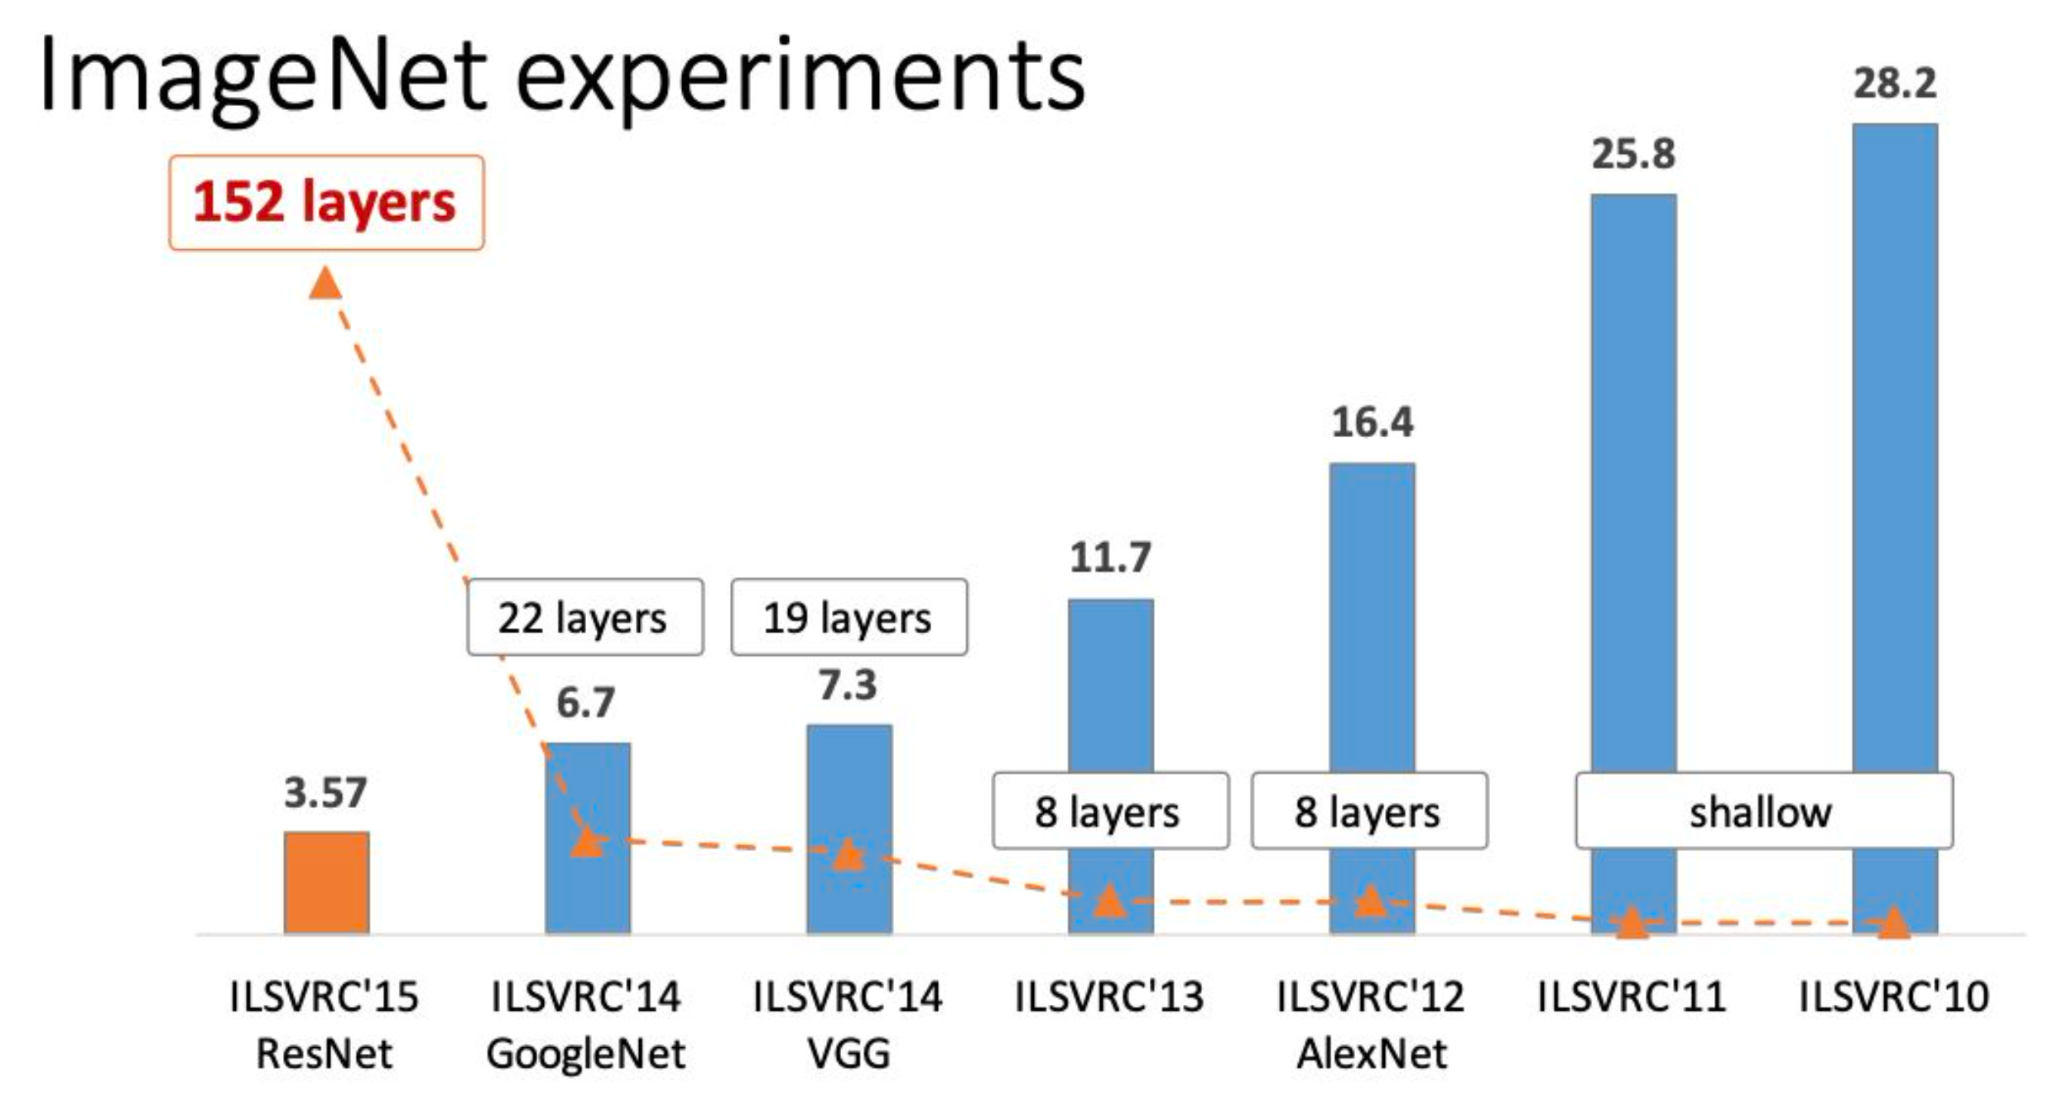 ImageNet experiments
28.2
25.8
152 layers
16.4
11.7
22 layers
19 layers
7.3
6.7
3.57
8 layers
8 layers
shallow
ILSVRC'15
ResNet
ILSVRC'14
GoogleNet
ILSVRC'14
VGG
ILSVRC'13
ILSVRC'12
AlexNet
ILSVRC'11
ILSVRC'10